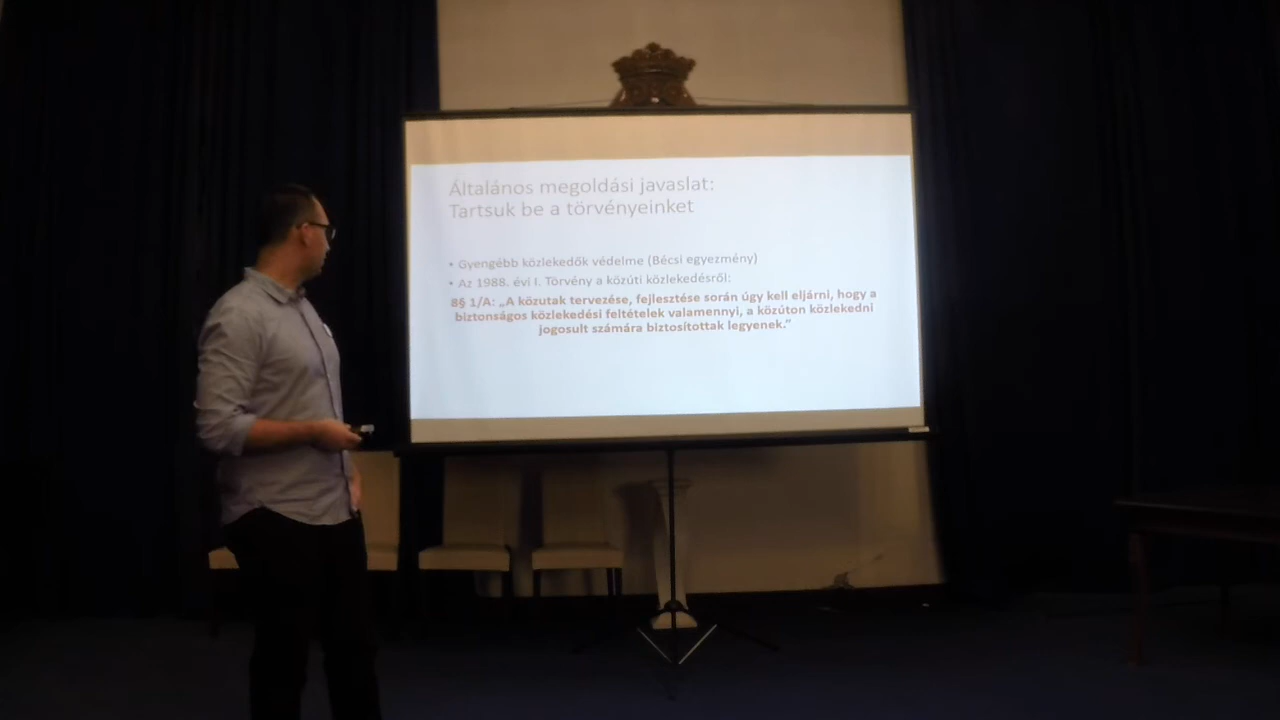 Általános megoldási javaslat:
Tartsuk be a törvényeinket
• Gyengébb közlekedők védelme (Bécsi egyezmény)
• Az 1988. évi I. Törvény a közúti közlekedésről:
8§ 1/A: „A közutak tervezése, fejlesztése során úgy kell eljárni, hogy a
biztonságos közlekedési feltételek valamennyi, a közúton közlekedni
jogosult számára biztosítottak legyenek.”